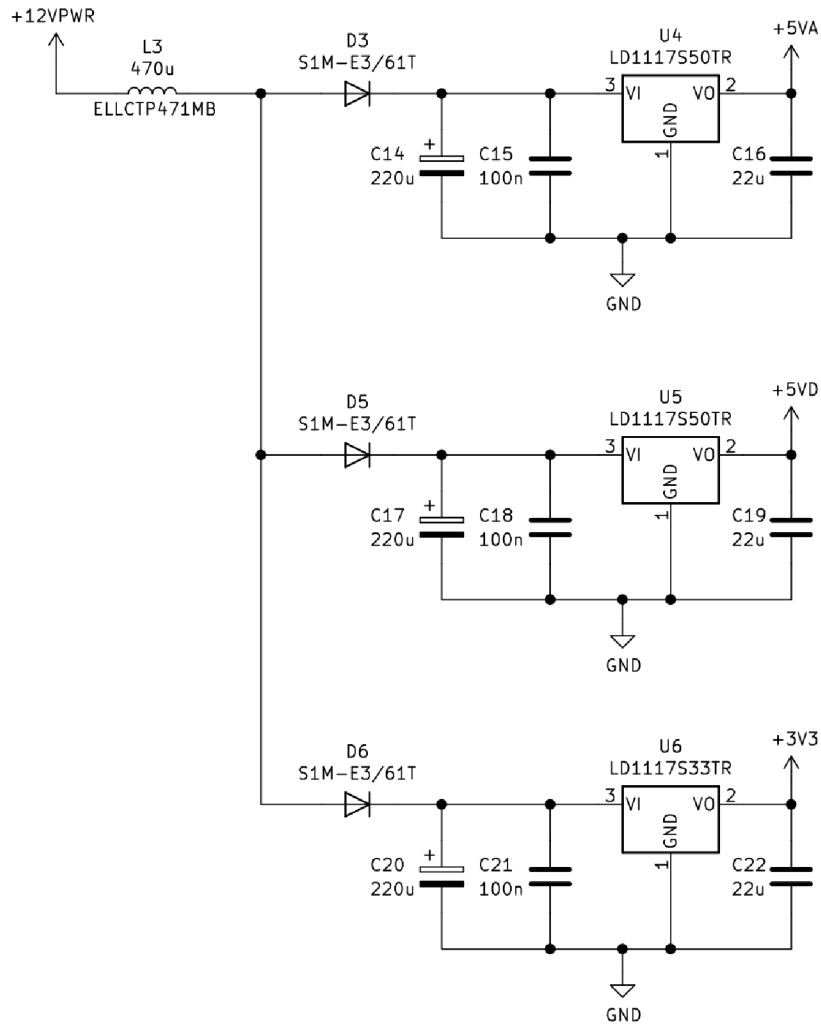 +12VPWR
L3
470u
ELLCTP471MB
D3
S1M-E3/61T
U4
LD1117S50TR
+5VA
3 VI VO 2
GND
1
+
C14
220u
C15
100n
C16
22u
GND
D5
S1M-E3/61T
U5
LD1117S50TR
+5VD
3 VI VO 2
GND
1
+
C17
220u
C18
100n
C19
22u
GND
D6
S1M-E3/61T
U6
LD1117S33TR
+3V3
3 VI VO 2
GND
1
+
C20
220u
C21
100n
C22
22u
GND